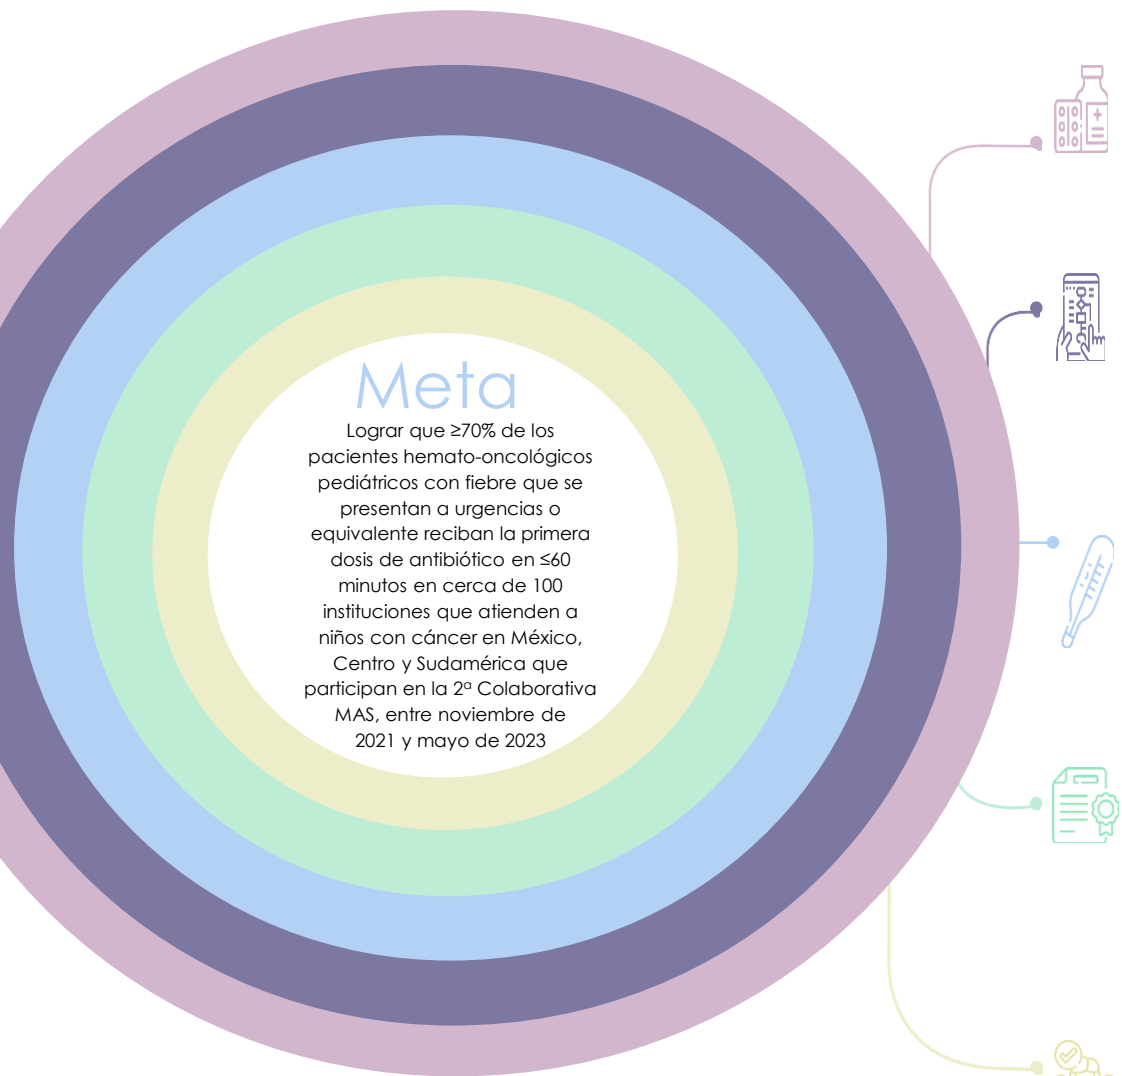 Meta
Lograr que ≥70% de los
pacientes hemato-oncológicos
pediátricos con fiebre que se
presentan a urgencias o
equivalente reciban la primera
dosis de antibiótico en ≤60
minutos en cerca de 100
instituciones que atienden a
niños con cáncer en México,
Centro y Sudamérica que
participan en la 2ª Colaborativa
MAS, entre noviembre de
2021 y mayo de 2023